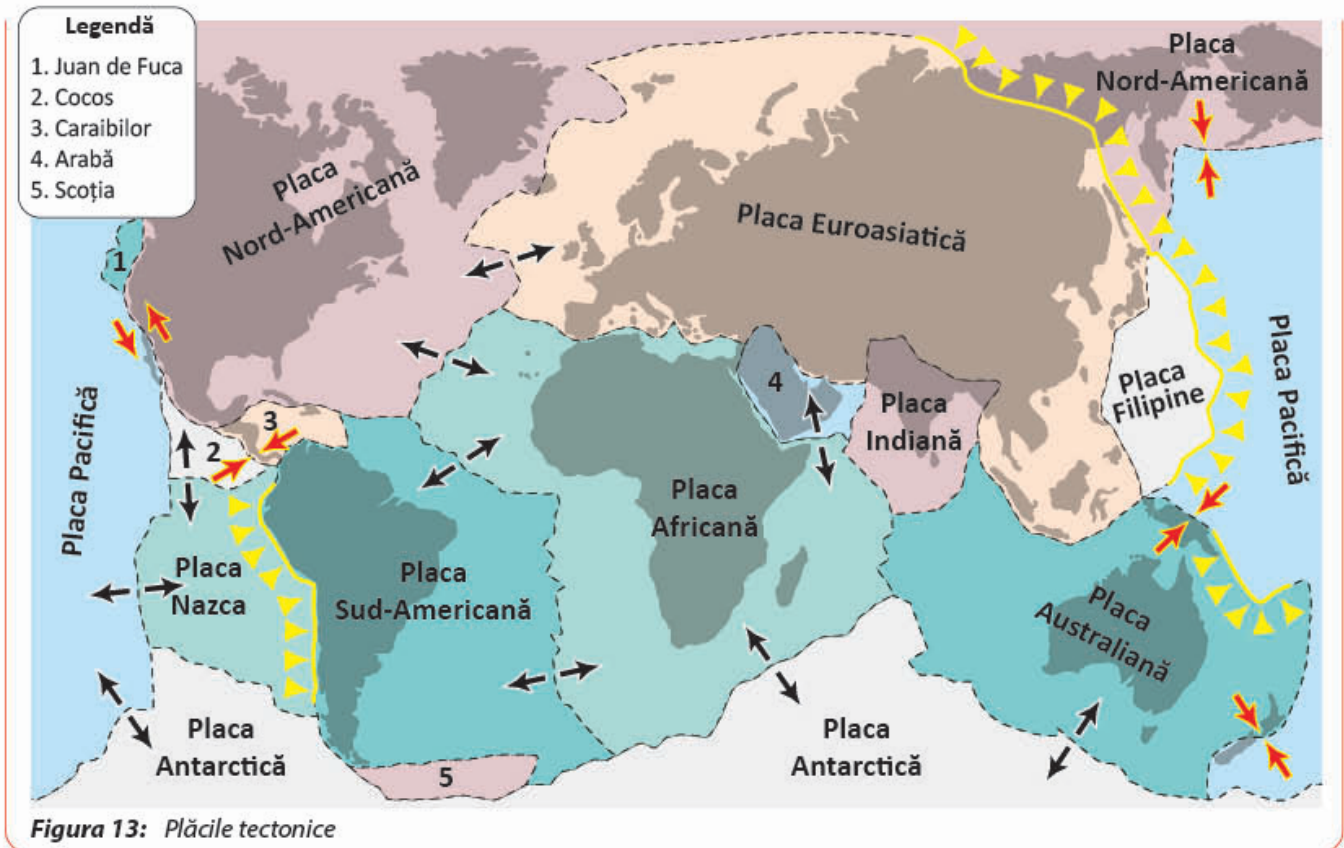 Legendă
1. Juan de Fuca
2. Cocos
3. Caraibilor
4. Arabă
5. Scoția
Placa
Nord-Americană
Placa
Nord-Americană
Placa Euroasiatică
1
Placa Pacifică
2
3
4
Placa
Indiană
Placa
Filipine
Placa Pacifică
Placa
Nazca
Placa
Sud-Americană
Placa
Africană
Placa
Australiană
Placa
Antarctică
5
Placa
Antarctică
Figura 13: Plăcile tectonice